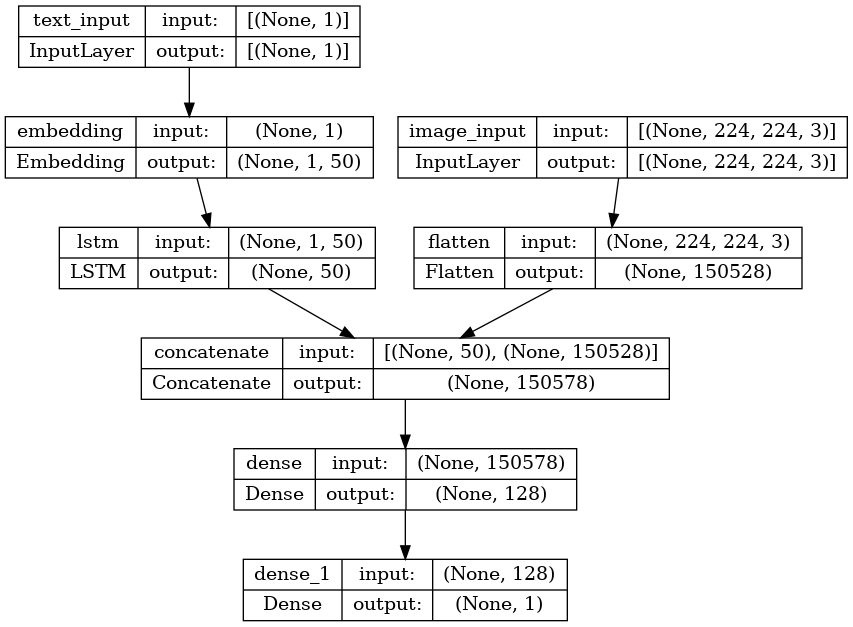 text_input input: [(None, 1)]
InputLayer output: [(None, 1)]
embedding input: (None, 1)
Embedding output: (None, 1, 50)
image_input input: [(None, 224, 224, 3)]
InputLayer output: [(None, 224, 224, 3)]
lstm input: (None, 1, 50)
LSTM output: (None, 50)
flatten input: (None, 224, 224, 3)
Flatten output: (None, 150528)
concatenate input: [(None, 50), (None, 150528)]
Concatenate output: (None, 150578)
dense input: (None, 150578)
Dense output: (None, 128)
dense_1 input: (None, 128)
Dense output: (None, 1)